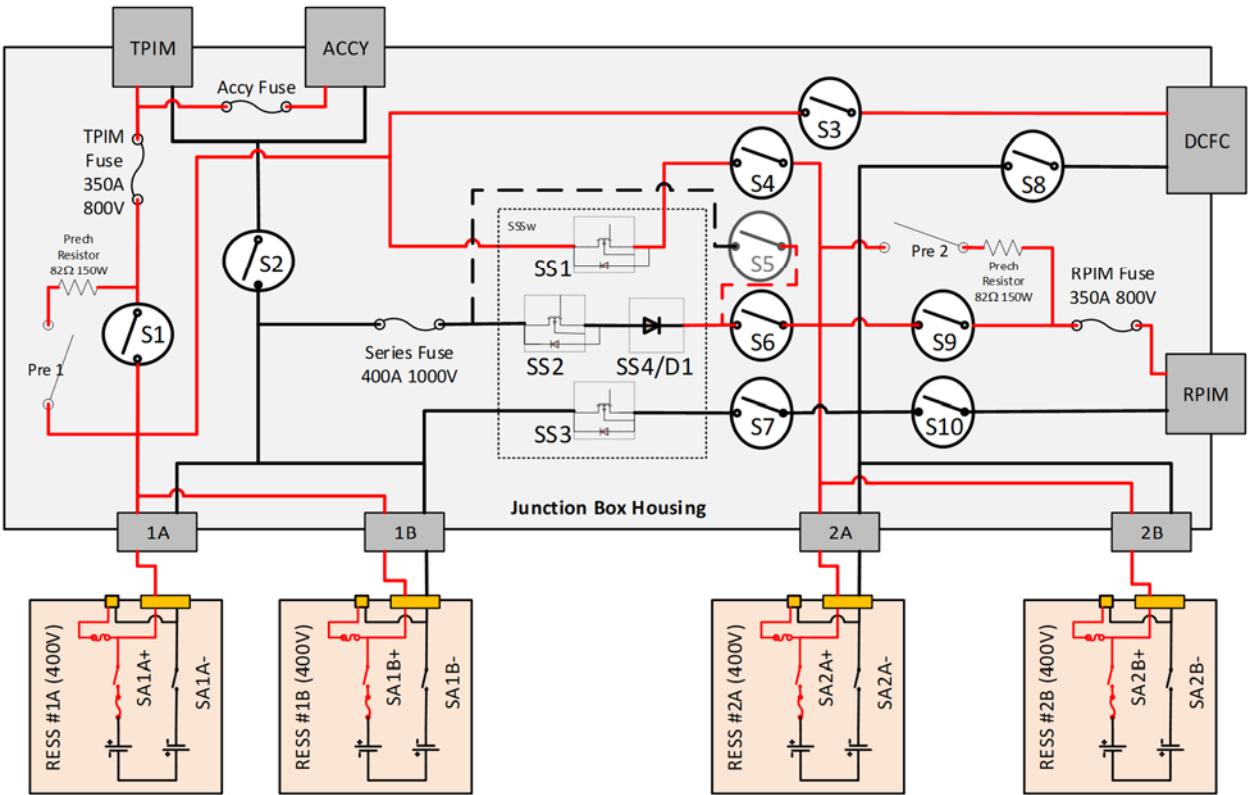 TPIM
ACCY
Accy Fuse
TPIM
Fuse
350A
800V
S3
DCFC
S4
S8
Prech
Resistor
82Ω 150W
S2
SSSw
SS1
S5
Pre 2
Prech
Resistor
82Ω 150W
RPIM Fuse
350A 800V
S1
Pre 1
Series Fuse
400A 1000V
SS2
SS4/D1
S6
S9
SS3
S7
S10
RPIM
Junction Box Housing
1A
1B
2A
2B
RESS #1A (400V)
SA1A+
SA1A-
RESS #1B (400V)
SA1B+
SA1B-
RESS #2A (400V)
SA2A+
SA2A-
RESS #2B (400V)
SA2B+
SA2B-